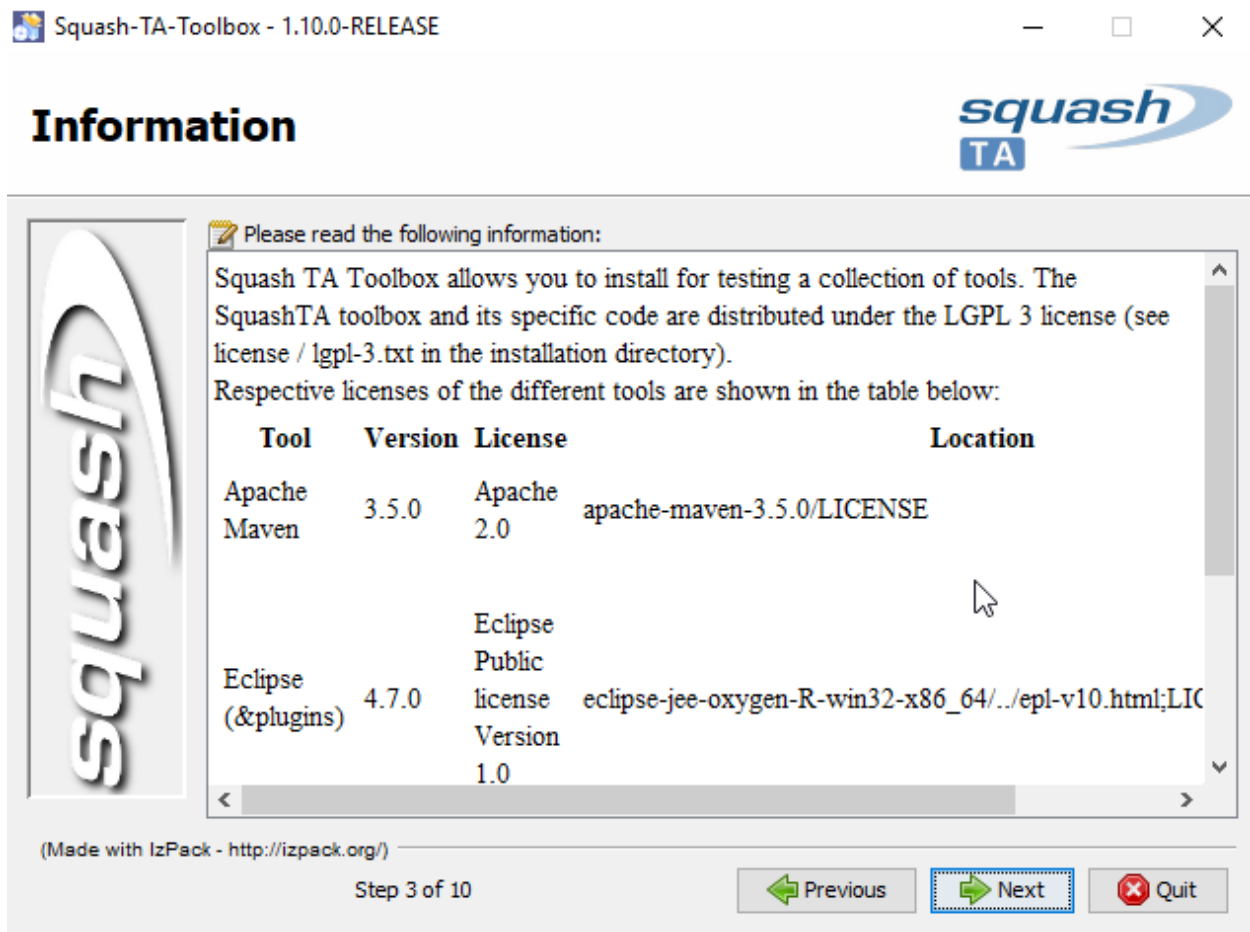 Squash-TA-Toolbox - 1.10.0-RELEASE
Information
squash
TA
squash
Please read the following information:
Squash TA Toolbox allows you to install for testing a collection of tools. The
SquashTA toolbox and its specific code are distributed under the LGPL 3 license (see
license / lgpl-3.txt in the installation directory).
Respective licenses of the different tools are shown in the table below:
Tool Version License Location
Apache Maven 3.5.0 Apache 2.0 apache-maven-3.5.0/LICENSE
Eclipse (&plugins) 4.7.0 Eclipse Public license Version 1.0 eclipse-jee-oxygen-R-win32-x86_64/../epl-v10.html;LIC
(Made with IzPack - http://izpack.org/)
Step 3 of 10
Previous
Next
Quit